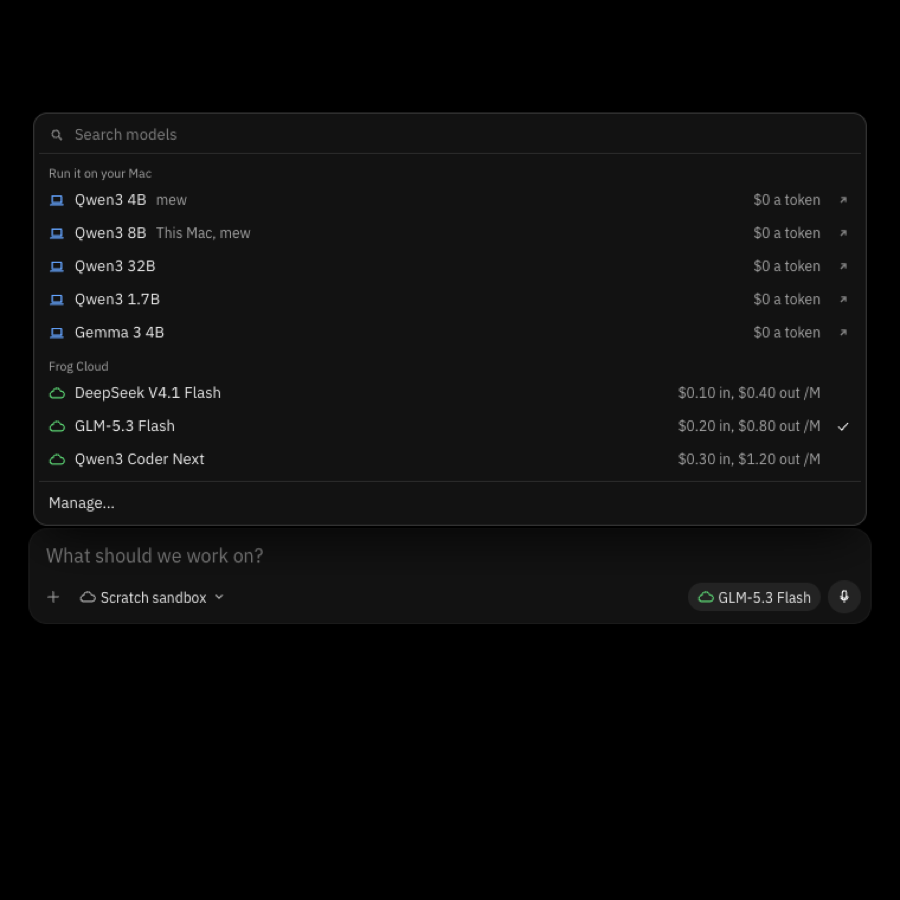 Search models
Run it on your Mac
Qwen3 4B mew $0 a token
Qwen3 8B This Mac, mew $0 a token
Qwen3 32B $0 a token
Qwen3 1.7B $0 a token
Gemma 3 4B $0 a token
Frog Cloud
DeepSeek V4.1 Flash $0.10 in, $0.40 out /M
GLM-5.3 Flash $0.20 in, $0.80 out /M
Qwen3 Coder Next $0.30 in, $1.20 out /M
Manage...
What should we work on?
Scratch sandbox GLM-5.3 Flash